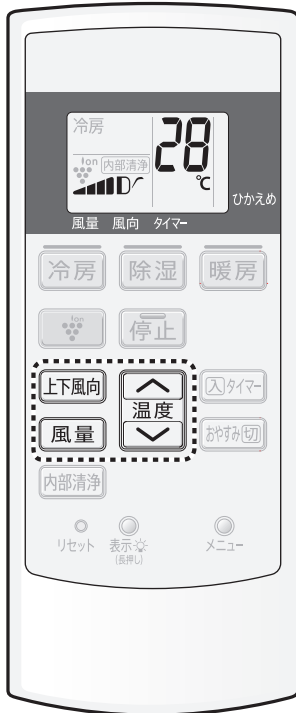 冷房
28
℃
Ion 内部清浄
ひかえめ
風量 風向 タイマー
冷房 除湿 暖房
Ion 停止
上下風向 温度 入タイマー
風量 おやすみ切
内部清浄
リセット 表示 メニュー
(長押し)